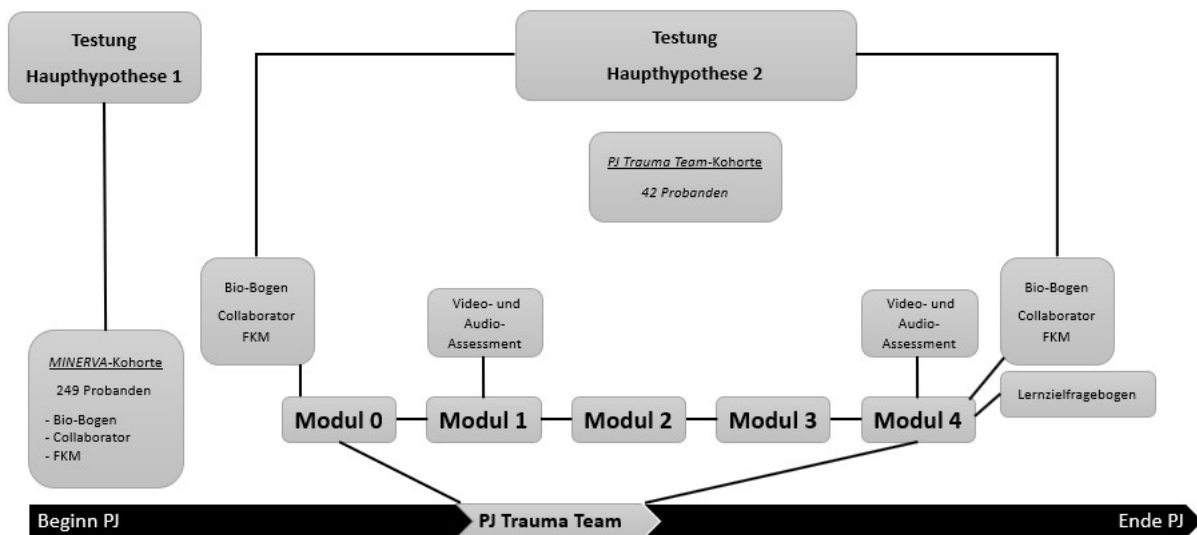 Testung
Haupthypothese 1
Testung
Haupthypothese 2
PJ Trauma Team-Kohorte
42 Probanden
Bio-Bogen
Collaborator
FKM
Video- und
Audio-
Assessment
Video- und
Audio-
Assessment
Bio-Bogen
Collaborator
FKM
MINERVA-Kohorte
249 Probanden
- Bio-Bogen
- Collaborator
- FKM
Lernzielfragebogen
Modul 0
Modul 1
Modul 2
Modul 3
Modul 4
Beginn PJ
PJ Trauma Team
Ende PJ